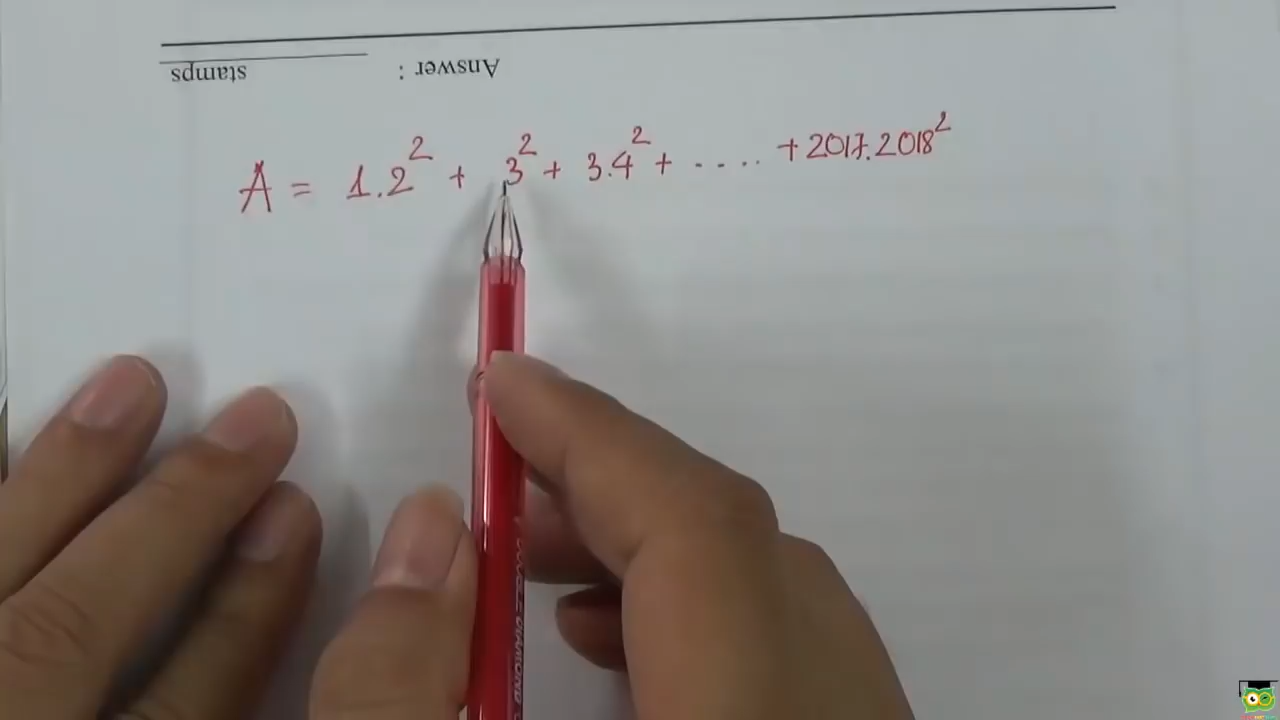 stamps Answer :
A = 1.2² + 3² + 3.4² + .... + 2017.2018²